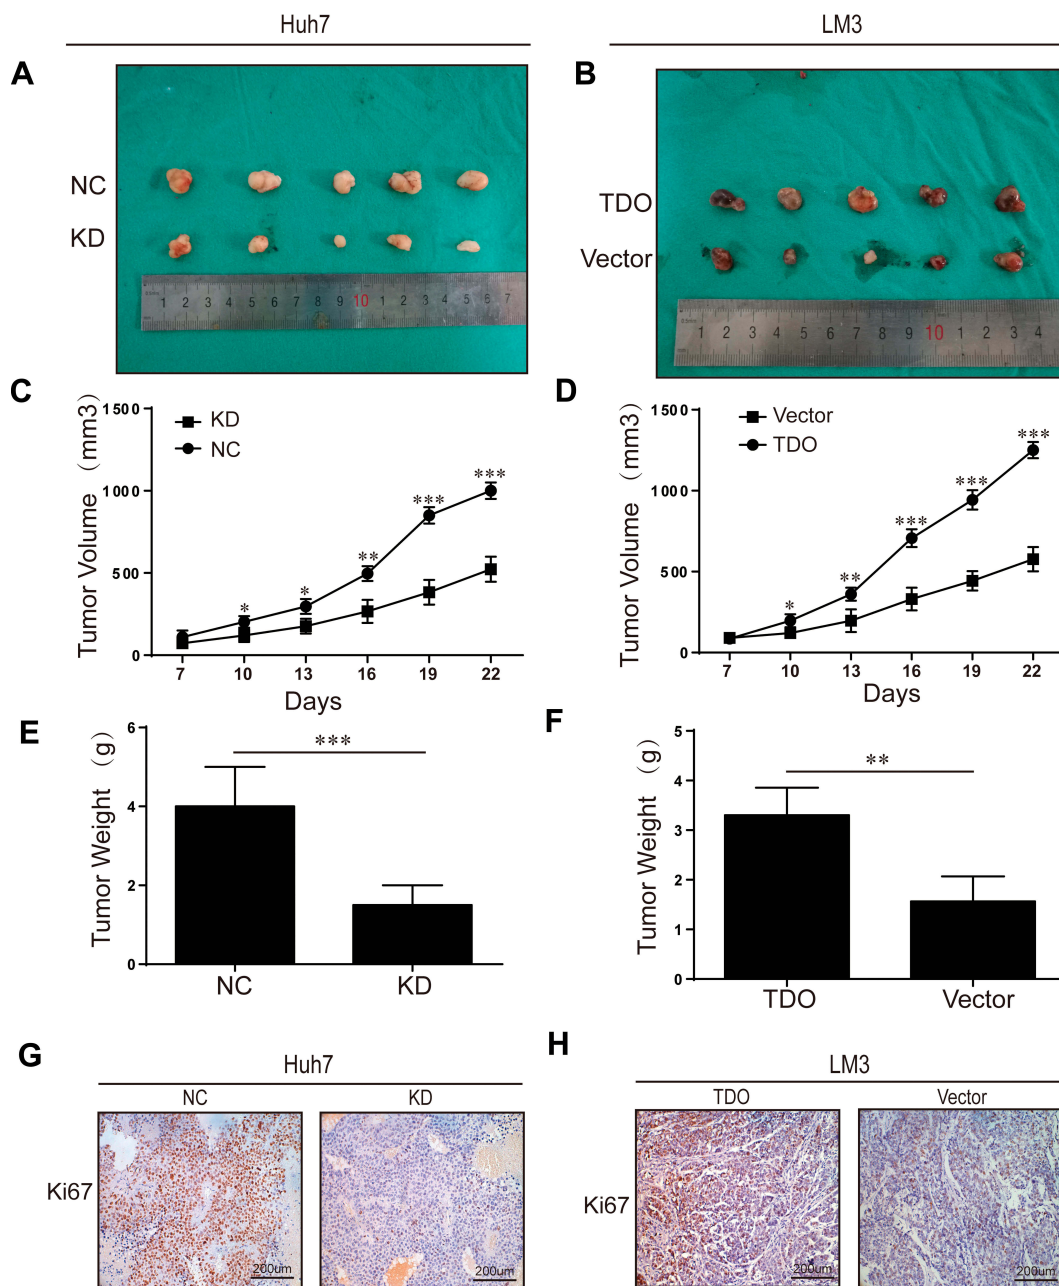 Huh7
LM3
A
B
NC
KD
TDO
Vector
1 2 3 4 5 6 7 8 9 10 1 2 3 4 5 6 7
1 2 3 4 5 6 7 8 9 10 1 2 3 4
C
Tumor Volume (mm3)
1500
1000
500
0
KD
NC
* * ** *** ***
7 10 13 16 19 22
Days
D
Tumor Volume (mm3)
1500
1000
500
0
Vector
TDO
* ** *** *** ***
7 10 13 16 19 22
Days
E
Tumor Weight (g)
6
4
2
0
***
NC KD
F
Tumor Weight (g)
5
4
3
2
1
0
**
TDO Vector
G
Huh7
NC KD
Ki67
200um 200um
H
LM3
TDO Vector
Ki67
200um 200um